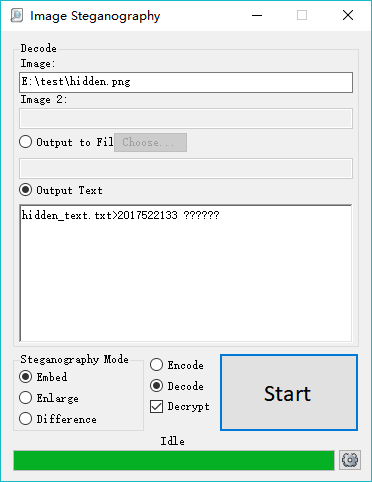 Image Steganography
Decode
Image:
E:\test\hidden.png
Image 2:
Output to Fil
Choose...
Output Text
hidden_text.txt>2017522133 ??????
Steganography Mode
Embed
Enlarge
Difference
Encode
Decode
Decrypt
Start
Idle